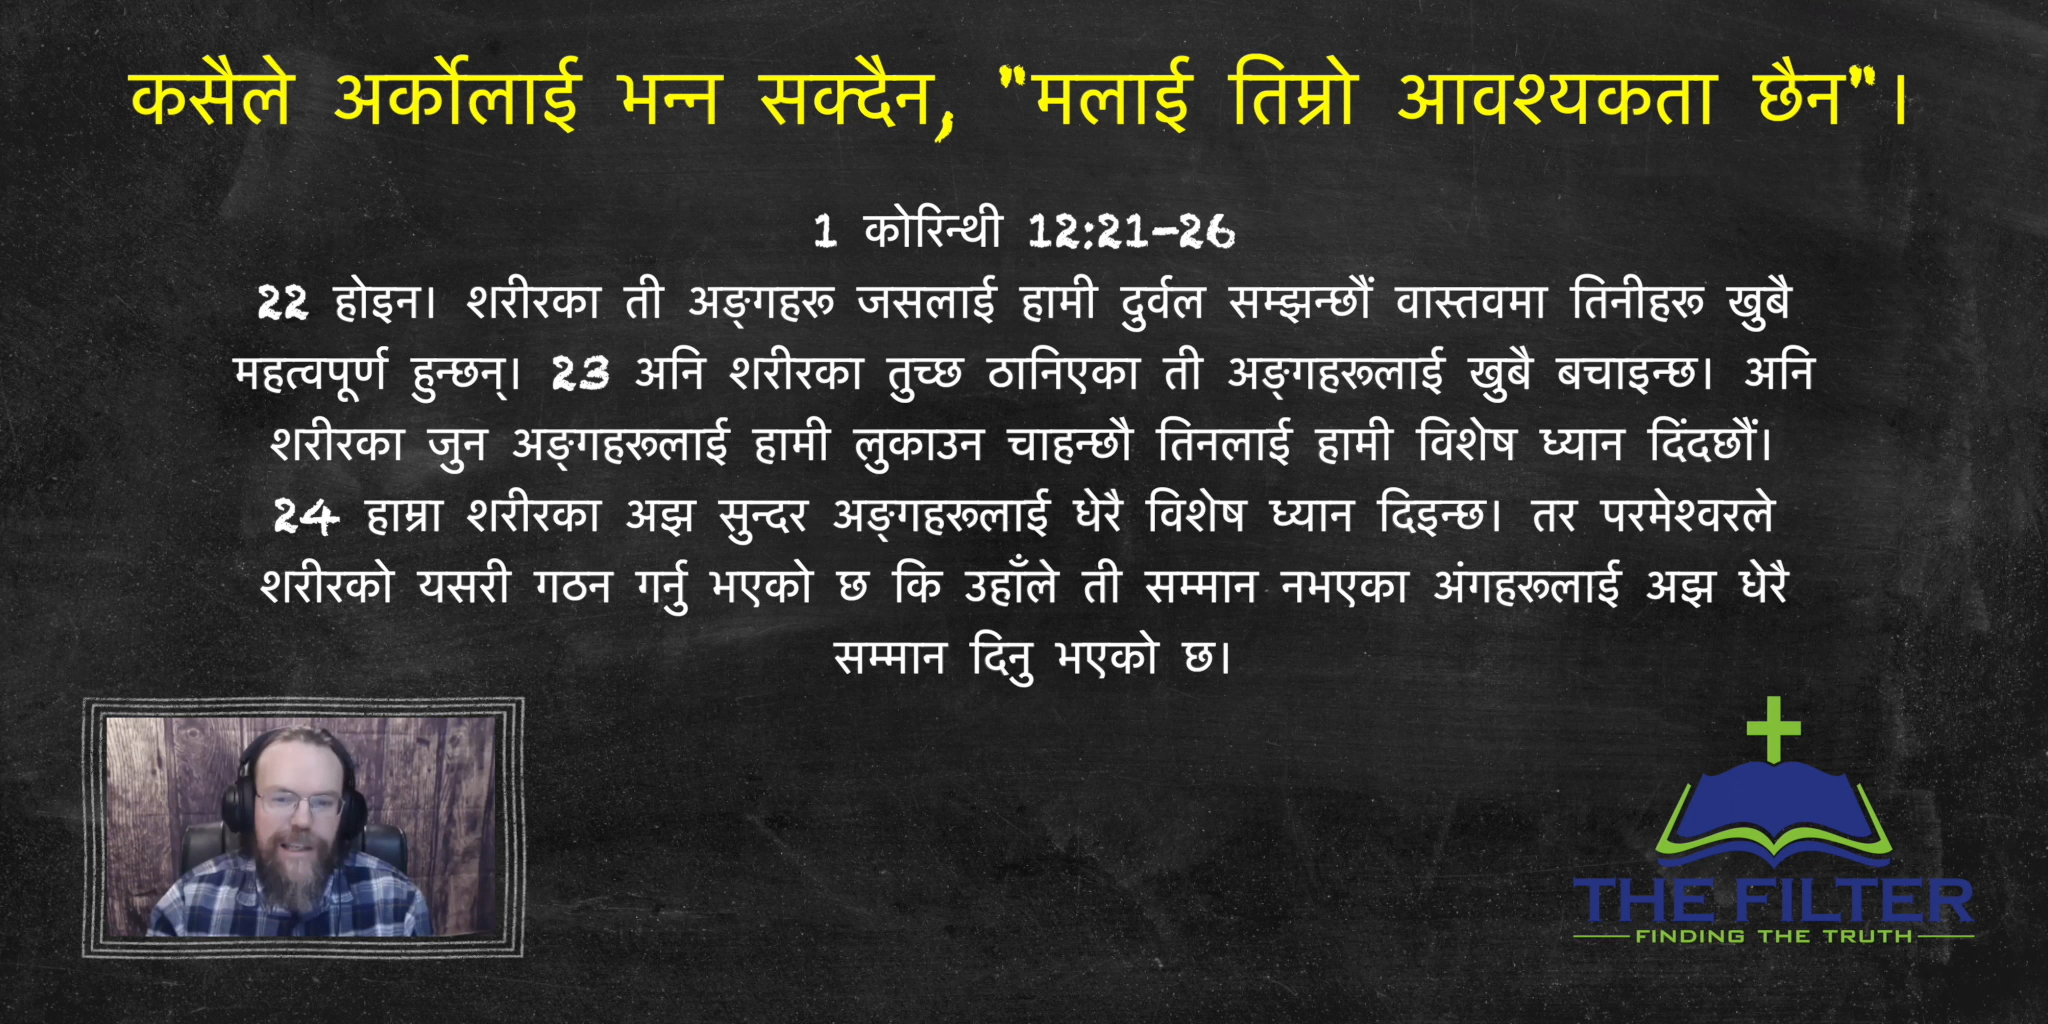 कसैले अर्कोलाई भन्न सक्दैन, "मलाई तिम्रो आवश्यकता छैन"।
1 कोरिन्थी 12:21-26
22 होइन। शरीरका ती अङ्गहरू जसलाई हामी दुर्वल सम्झन्छौं वास्तवमा तिनीहरू खुबै
महत्वपूर्ण हुन्छन्। 23 अनि शरीरका तुच्छ ठानिएका ती अङ्गहरूलाई खुबै बचाइन्छ। अनि
शरीरका जुन अङ्गहरूलाई हामी लुकाउन चाहन्छौ तिनलाई हामी विशेष ध्यान दिंदछौं।
24 हाम्रा शरीरका अझ सुन्दर अङ्गहरूलाई धेरै विशेष ध्यान दिइन्छ। तर परमेश्वरले
शरीरको यसरी गठन गर्नु भएको छ कि उहाँले ती सम्मान नभएका अंगहरूलाई अझ धेरै
सम्मान दिनु भएको छ।
THE FILTER
FINDING THE TRUTH